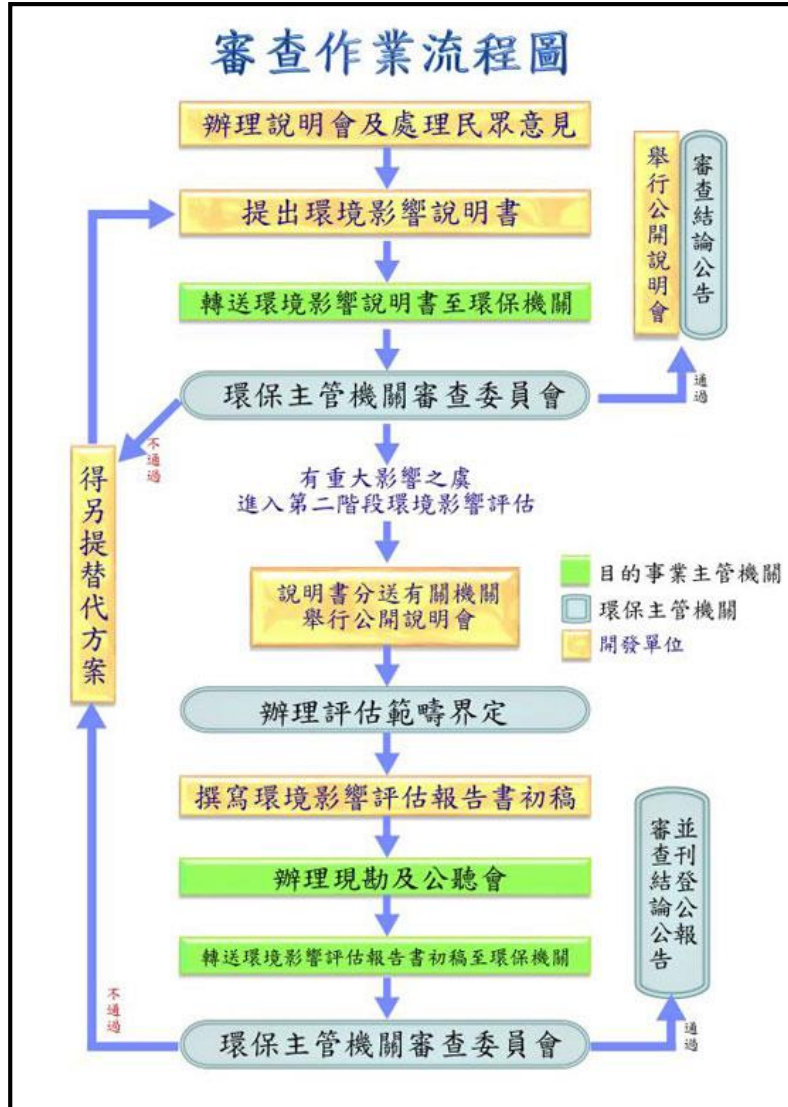 審查作業流程圖
辦理說明會及處理民眾意見
提出環境影響說明書
轉送環境影響說明書至環保機關
環保主管機關審查委員會
通過
舉行公開說明會
審查結論公告
不通過
得另提替代方案
有重大影響之虞
進入第二階段環境影響評估
說明書分送有關機關
舉行公開說明會
目的事業主管機關
環保主管機關
開發單位
辦理評估範疇界定
撰寫環境影響評估報告書初稿
辦理現勘及公聽會
轉送環境影響評估報告書初稿至環保機關
環保主管機關審查委員會
不通過
通過
審查結論公告
並刊登公報